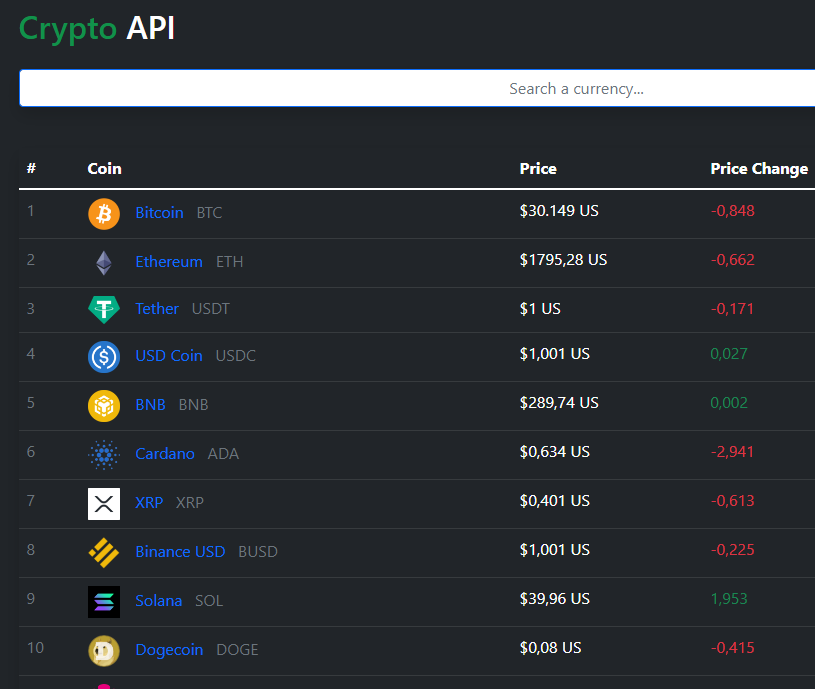 Crypto API
Search a currency...
# Coin Price Price Change
1 Bitcoin BTC $30.149 US -0,848
2 Ethereum ETH $1795,28 US -0,662
3 Tether USDT $1 US -0,171
4 USD Coin USDC $1,001 US 0,027
5 BNB BNB $289,74 US 0,002
6 Cardano ADA $0,634 US -2,941
7 XRP XRP $0,401 US -0,613
8 Binance USD BUSD $1,001 US -0,225
9 Solana SOL $39,96 US 1,953
10 Dogecoin DOGE $0,08 US -0,415